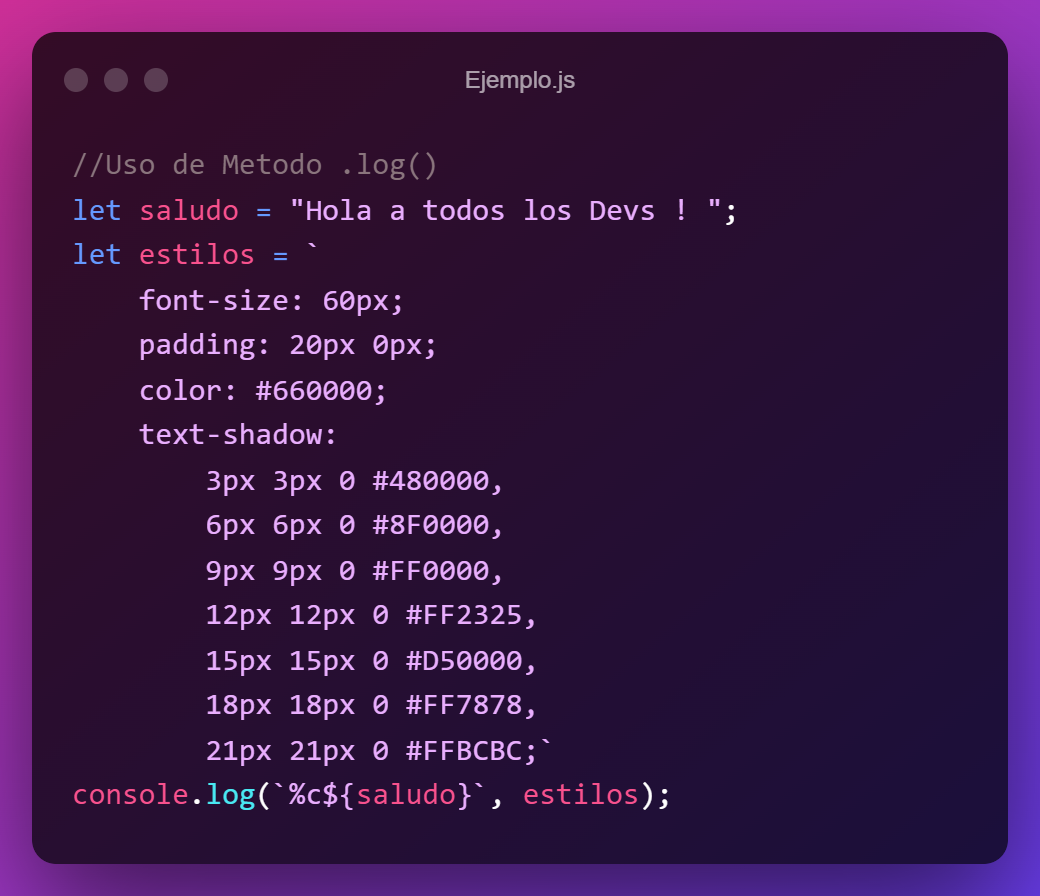 Ejemplo.js
//Uso de Metodo .log()
let saludo = "Hola a todos los Devs ! ";
let estilos = `
    font-size: 60px;
    padding: 20px 0px;
    color: #660000;
    text-shadow:
        3px 3px 0 #480000,
        6px 6px 0 #8F0000,
        9px 9px 0 #FF0000,
        12px 12px 0 #FF2325,
        15px 15px 0 #D50000,
        18px 18px 0 #FF7878,
        21px 21px 0 #FFBCBC;`
console.log(`%c${saludo}`, estilos);